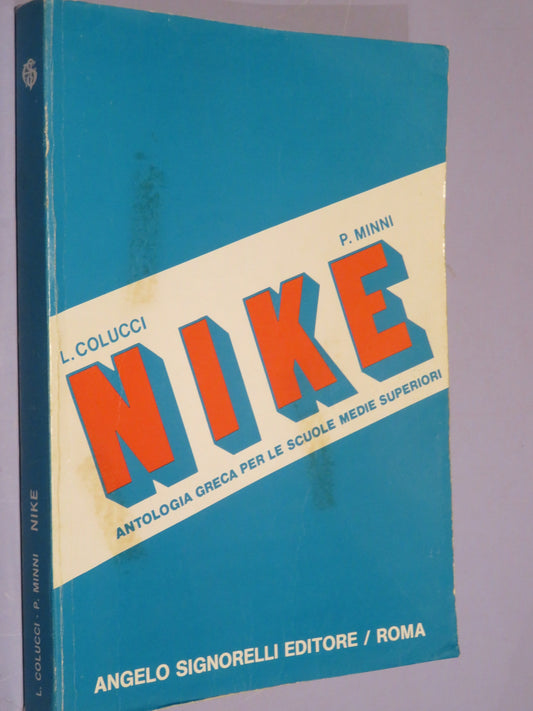 L. COLUCCI
P. MINNI
NIKE
ANTOLOGIA GRECA PER LE SCUOLE MEDIE SUPERIORI
ANGELO SIGNORELLI EDITORE / ROMA
L. COLUCCI - P. MINNI NIKE